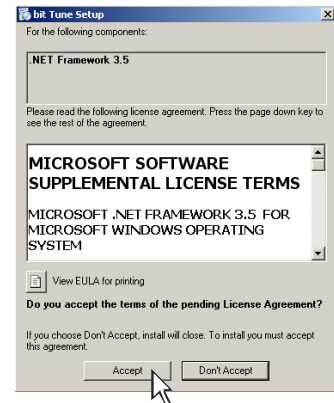 bit Tune Setup
For the following components:
.NET Framework 3.5
Please read the following license agreement. Press the page down key to
see the rest of the agreement.
MICROSOFT SOFTWARE
SUPPLEMENTAL LICENSE TERMS
MICROSOFT .NET FRAMEWORK 3.5 FOR
MICROSOFT WINDOWS OPERATING
SYSTEM
View EULA for printing
Do you accept the terms of the pending License Agreement?
If you choose Don't Accept, install will close. To install you must accept
this agreement.
Accept Don't Accept